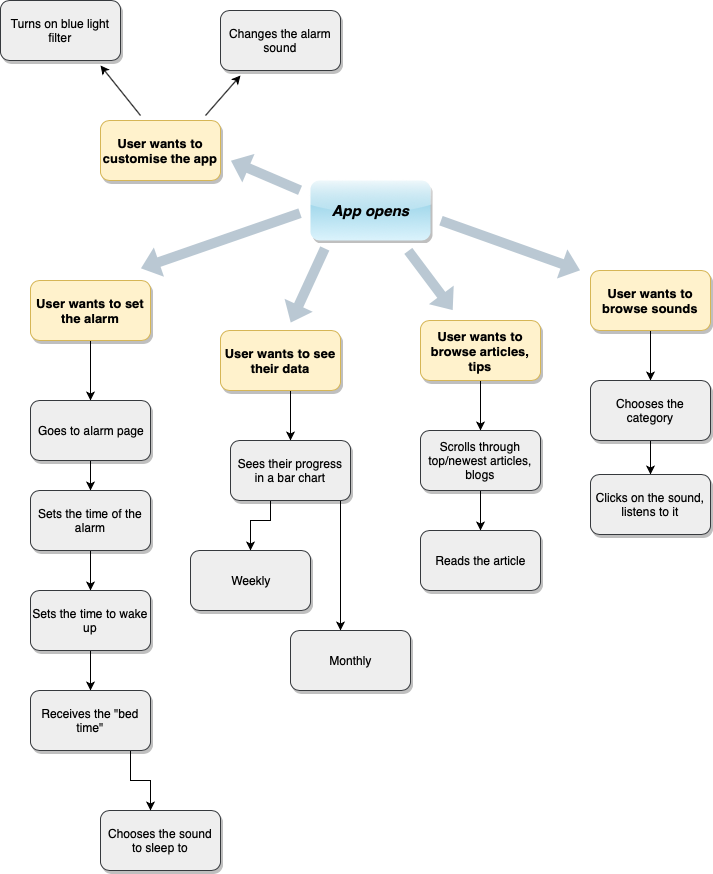 Turns on blue light
filter
Changes the alarm
sound
User wants to
customise the app
App opens
User wants to set
the alarm
User wants to see
their data
User wants to
browse articles,
tips
User wants to
browse sounds
Goes to alarm page
Sets the time of the
alarm
Sets the time to wake
up
Receives the "bed
time"
Chooses the sound
to sleep to
Sees their progress
in a bar chart
Weekly
Monthly
Scrolls through
top/newest articles,
blogs
Reads the article
Chooses the
category
Clicks on the sound,
listens to it